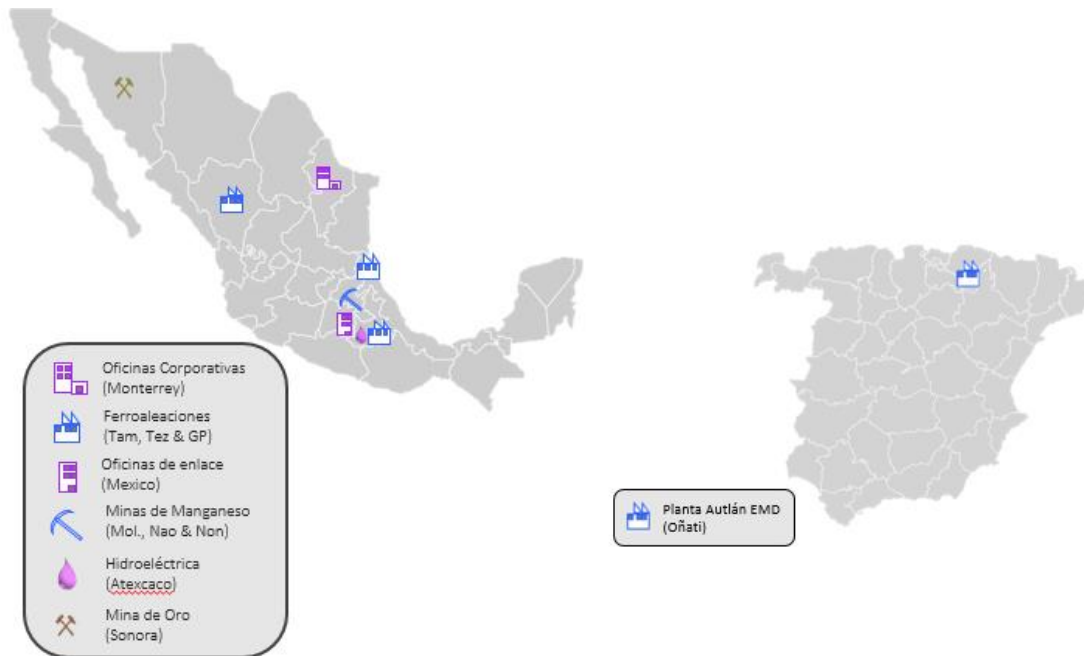 Oficinas Corporativas
(Monterrey)
Ferroaleaciones
(Tam, Tez & GP)
Oficinas de enlace
(Mexico)
Minas de Manganeso
(Mol., Nao & Non)
Hidroeléctrica
(Atexcaco)
Mina de Oro
(Sonora)
Planta Autlán EMD
(Oñati)